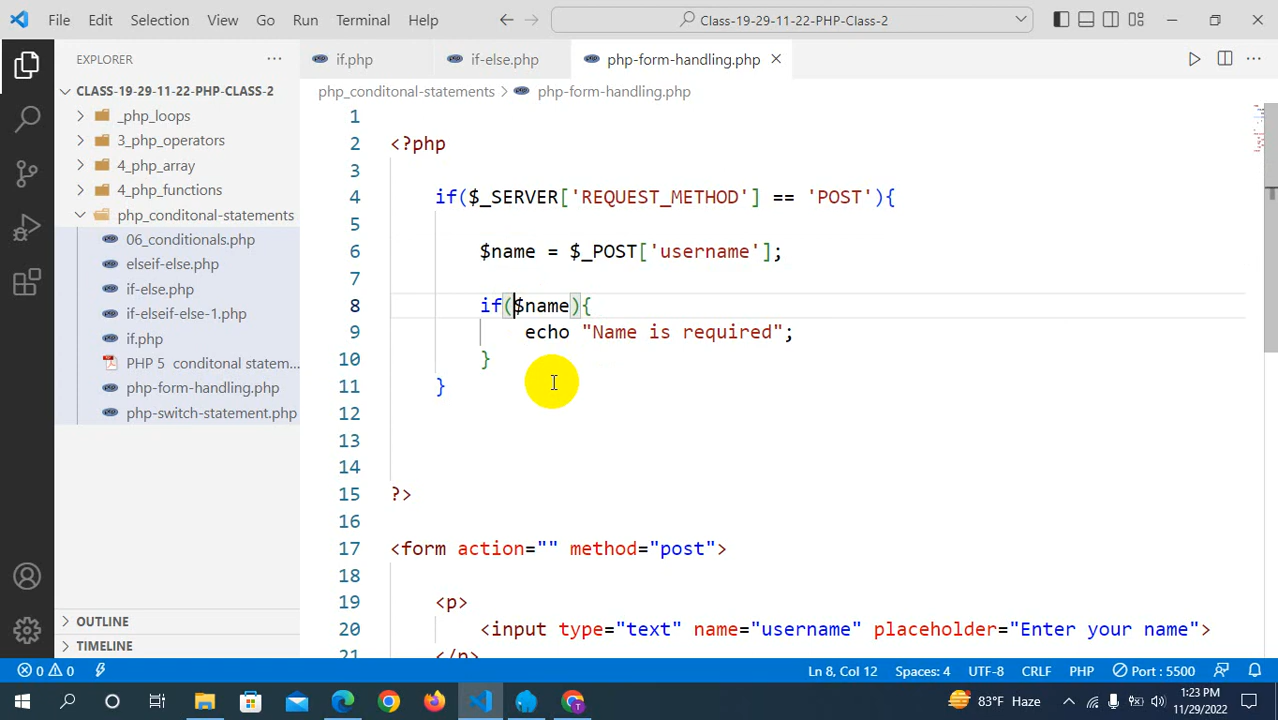 File Edit Selection View Go Run Terminal Help
Class-19-29-11-22-PHP-Class-2
EXPLORER
CLASS-19-29-11-22-PHP-CLASS-2
_php_loops
3_php_operators
4_php_array
4_php_functions
php_conditonal-statements
06_conditionals.php
elseif-else.php
if-else.php
if-elseif-else-1.php
if.php
PHP 5 conditonal statem...
php-form-handling.php
php-switch-statement.php
OUTLINE
TIMELINE
if.php if-else.php php-form-handling.php
php_conditonal-statements > php-form-handling.php
1
2 <?php
3
4 if($_SERVER['REQUEST_METHOD'] == 'POST'){
5
6 $name = $_POST['username'];
7
8 if($name){
9 echo "Name is required";
10 }
11 }
12
13
14
15 ?>
16
17 <form action="" method="post">
18
19 <p>
20 <input type="text" name="username" placeholder="Enter your name">
21 </p>
0 0 Ln 8, Col 12 Spaces: 4 UTF-8 CRLF PHP Port : 5500
83°F Haze 1:23 PM
11/29/2022